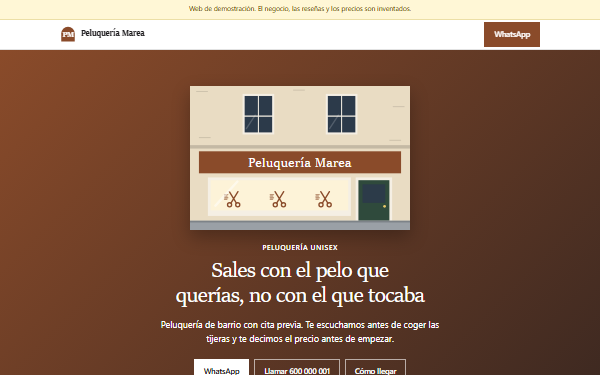 Web de demostración. El negocio, las reseñas y los precios son inventados.
PM Peluquería Marea WhatsApp
Peluquería Marea
PELUQUERÍA UNISEX
Sales con el pelo que
querías, no con el que tocaba
Peluquería de barrio con cita previa. Te escuchamos antes de coger las
tijeras y te decimos el precio antes de empezar.
WhatsApp Llamar 600 000 001 Cómo llegar